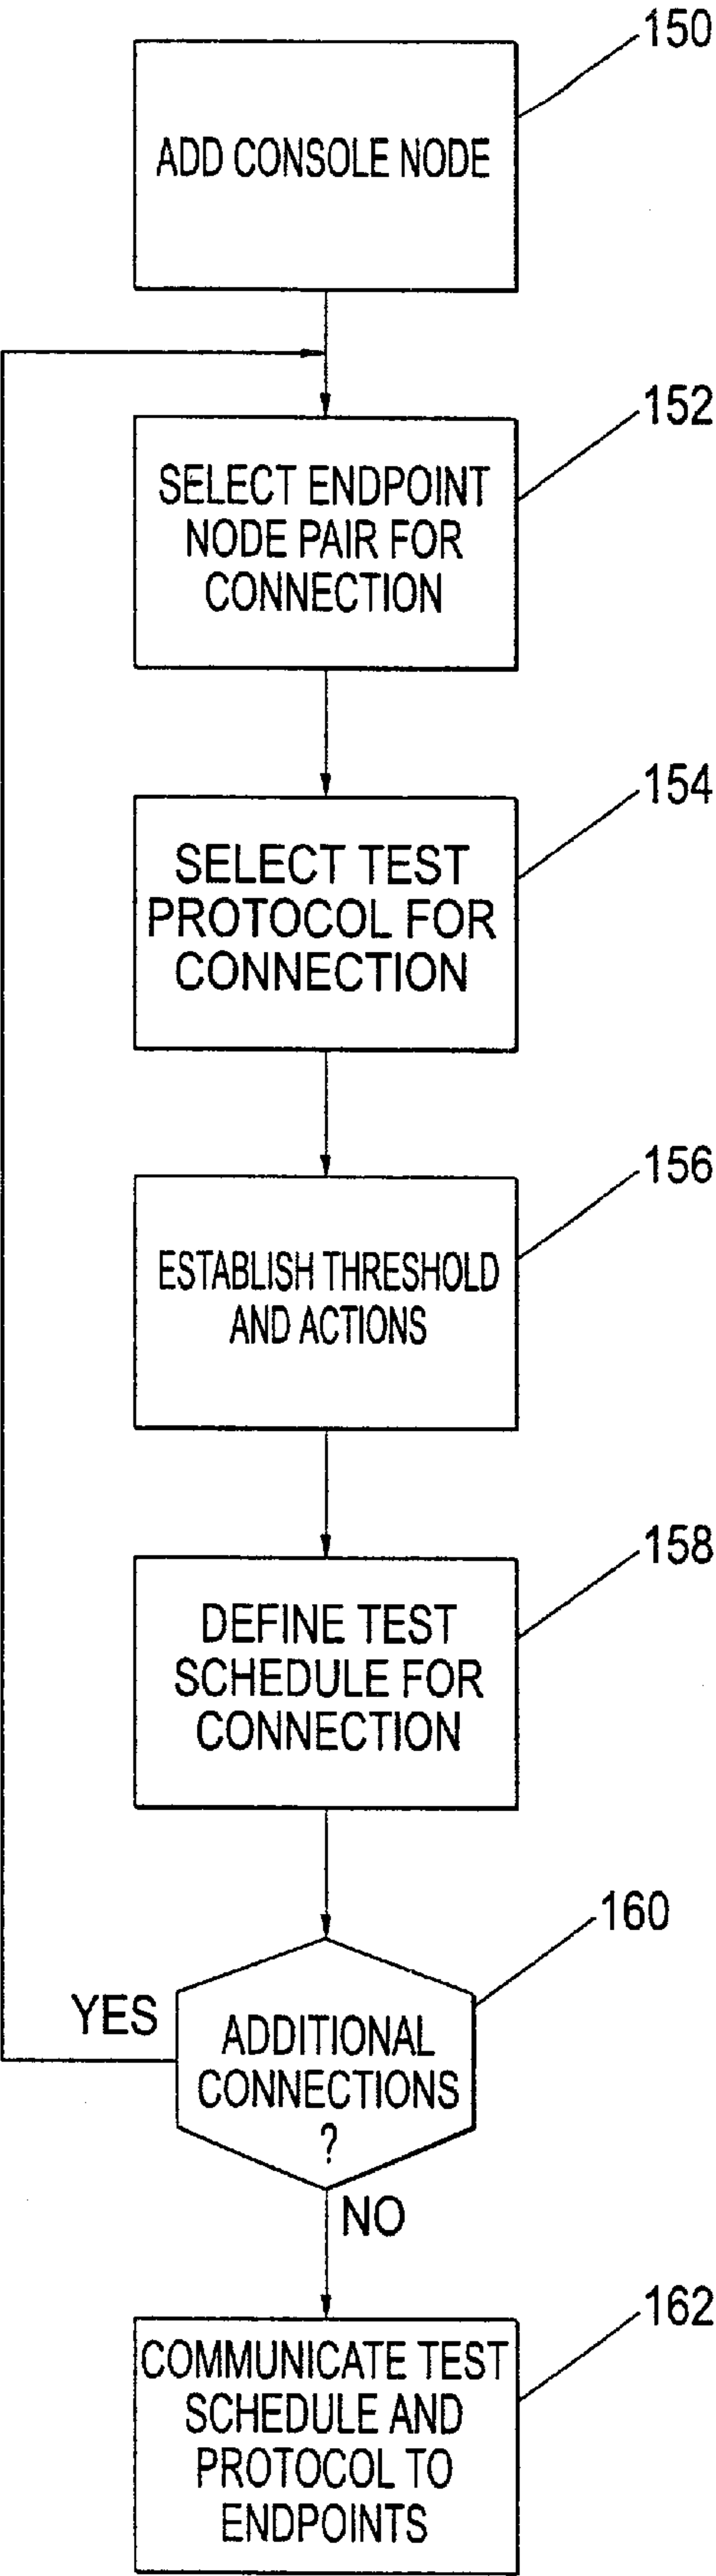 150
ADD CONSOLE NODE
152
SELECT ENDPOINT
NODE PAIR FOR
CONNECTION
154
SELECT TEST
PROTOCOL FOR
CONNECTION
156
ESTABLISH THRESHOLD
AND ACTIONS
158
DEFINE TEST
SCHEDULE FOR
CONNECTION
160
YES
ADDITIONAL
CONNECTIONS
?
NO
162
COMMUNICATE TEST
SCHEDULE AND
PROTOCOL TO
ENDPOINTS